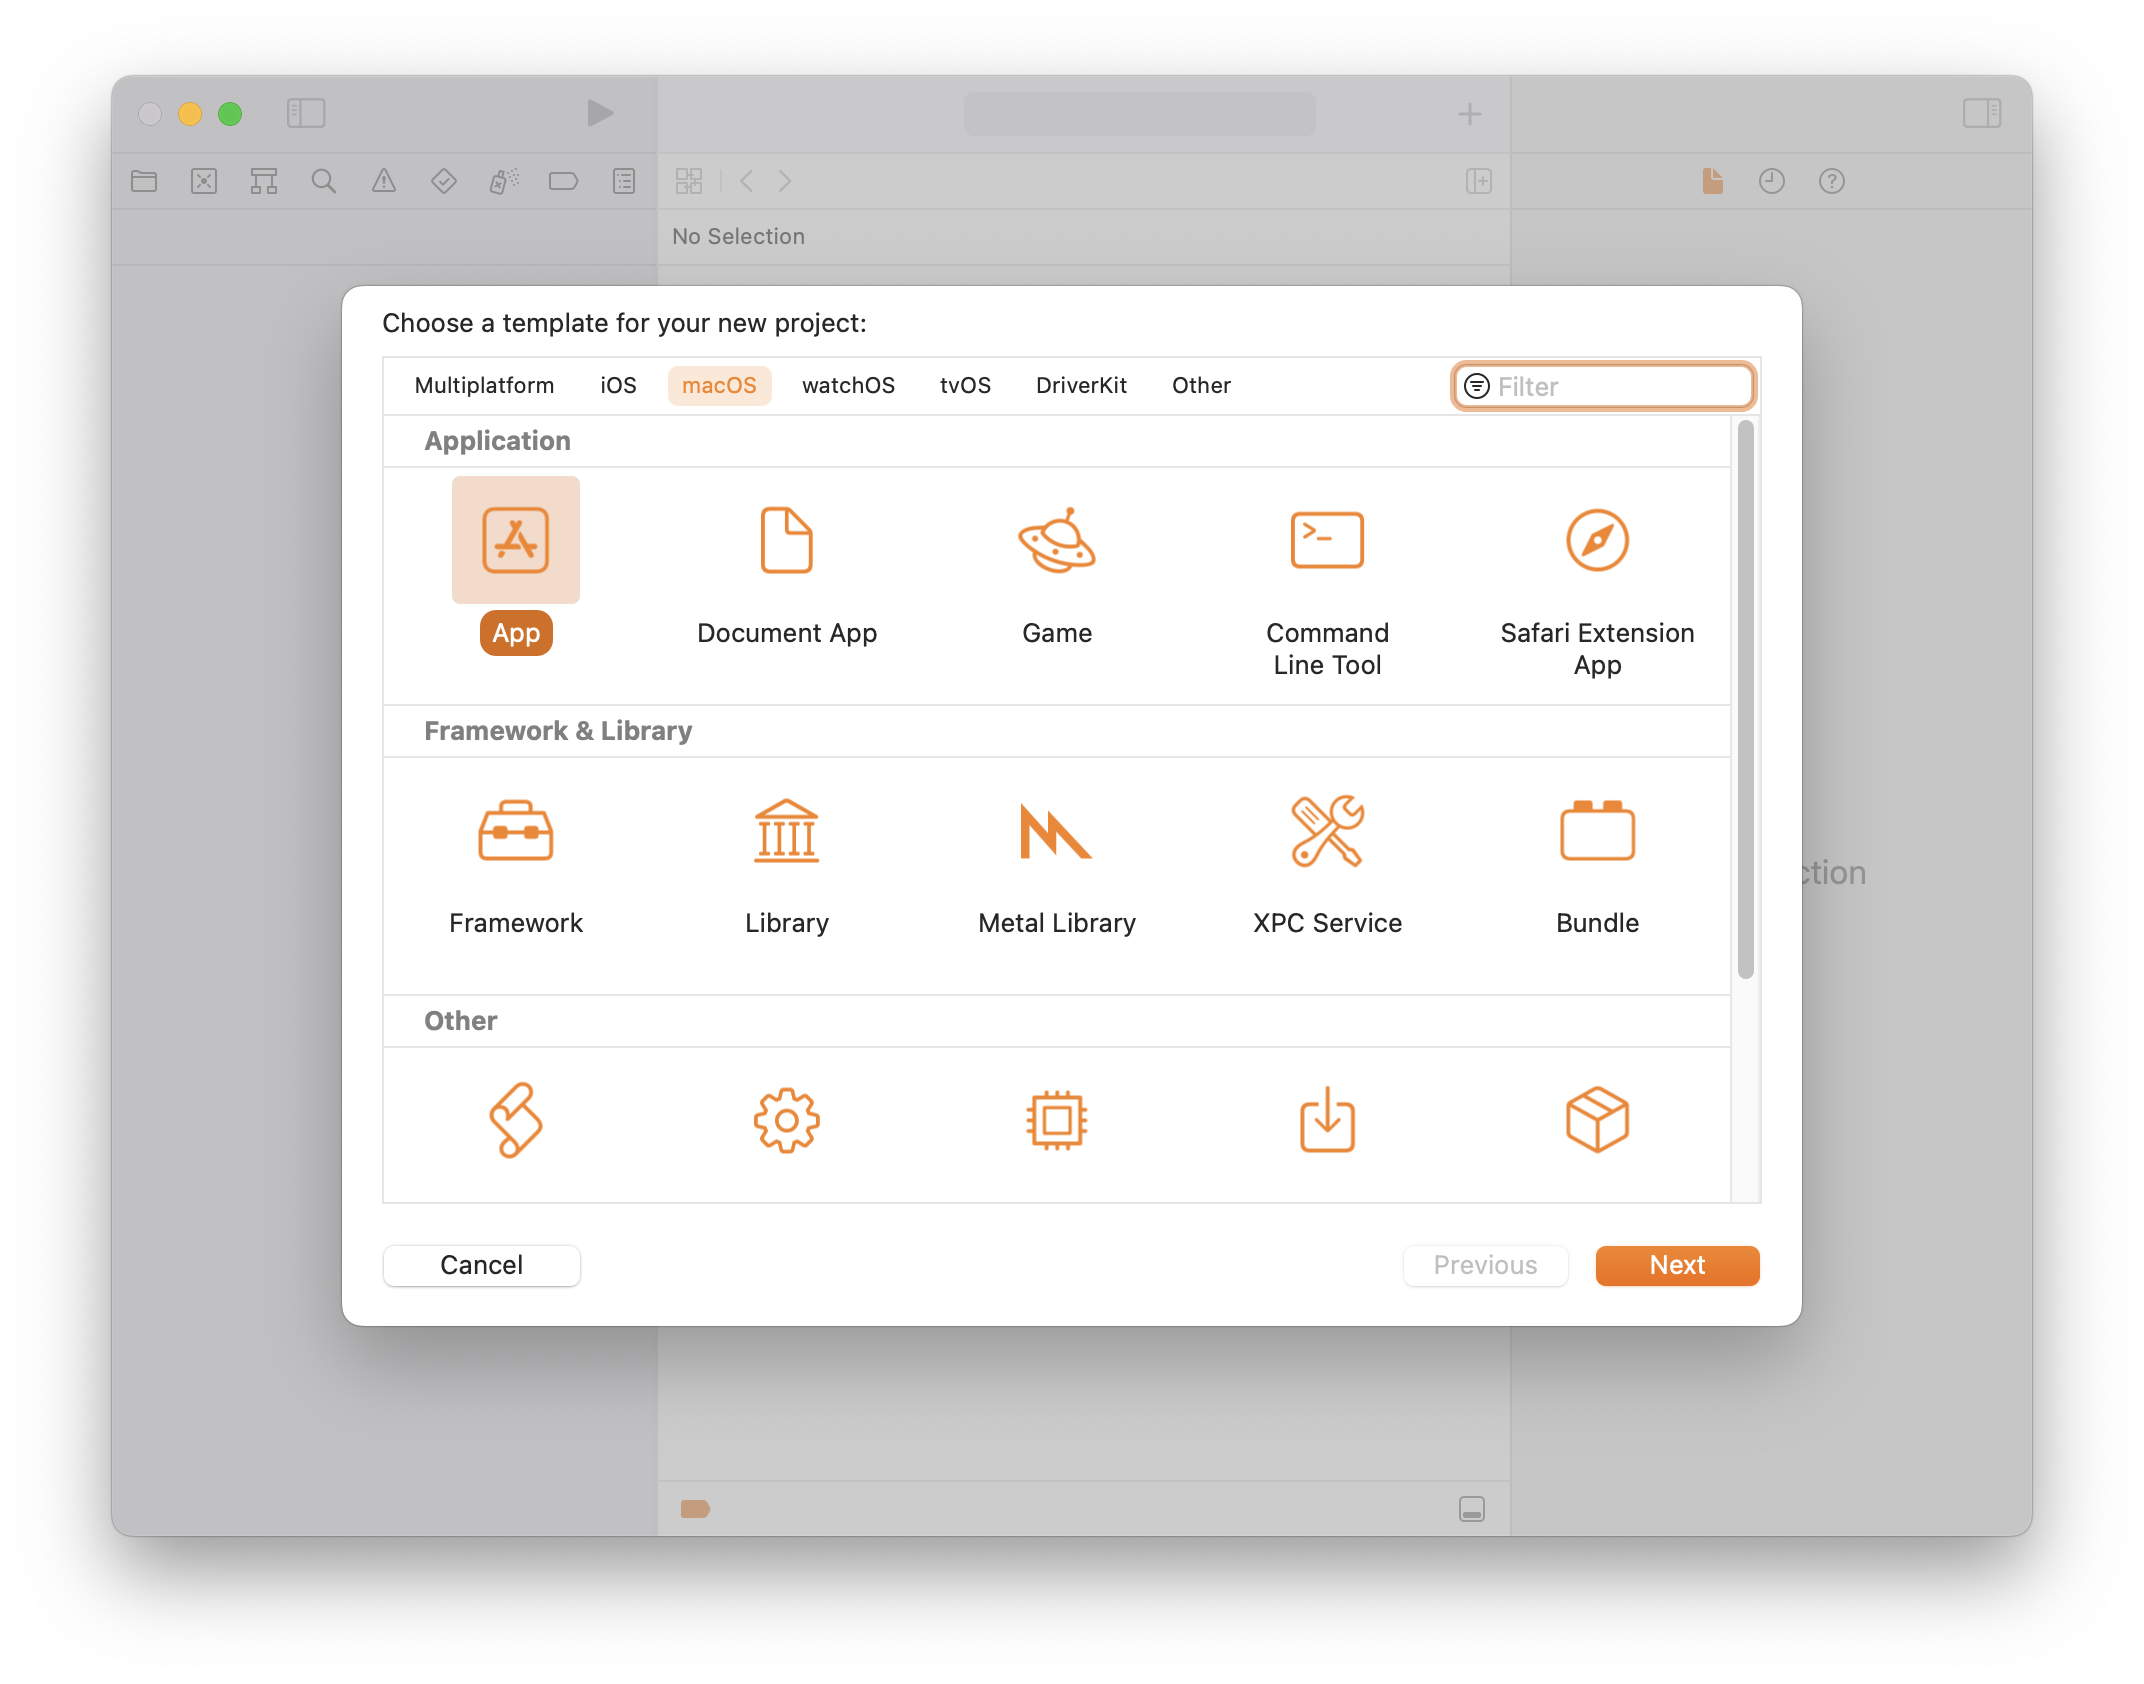 No Selection
Choose a template for your new project:
Multiplatform iOS macOS watchOS tvOS DriverKit Other Filter
Application
App Document App Game Command Line Tool Safari Extension App
Framework & Library
Framework Library Metal Library XPC Service Bundle
ction
Other
Cancel Previous Next